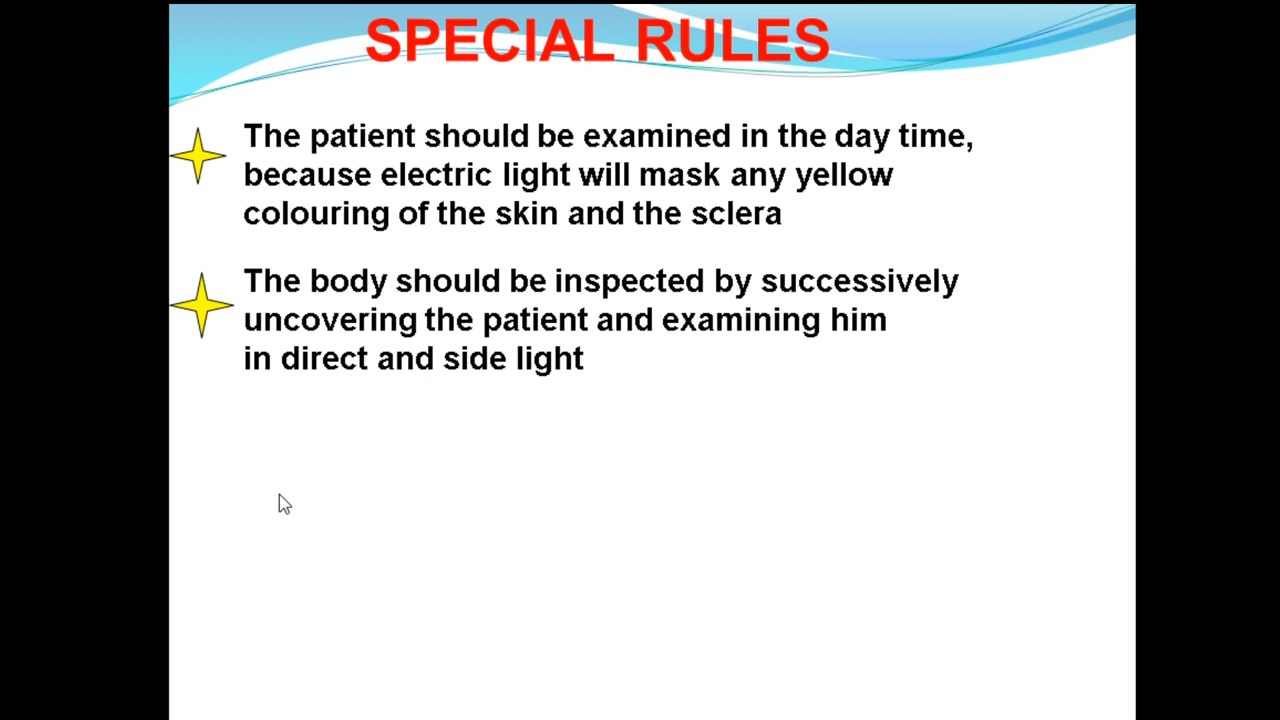 SPECIAL RULES
The patient should be examined in the day time,
because electric light will mask any yellow
colouring of the skin and the sclera
The body should be inspected by successively
uncovering the patient and examining him
in direct and side light